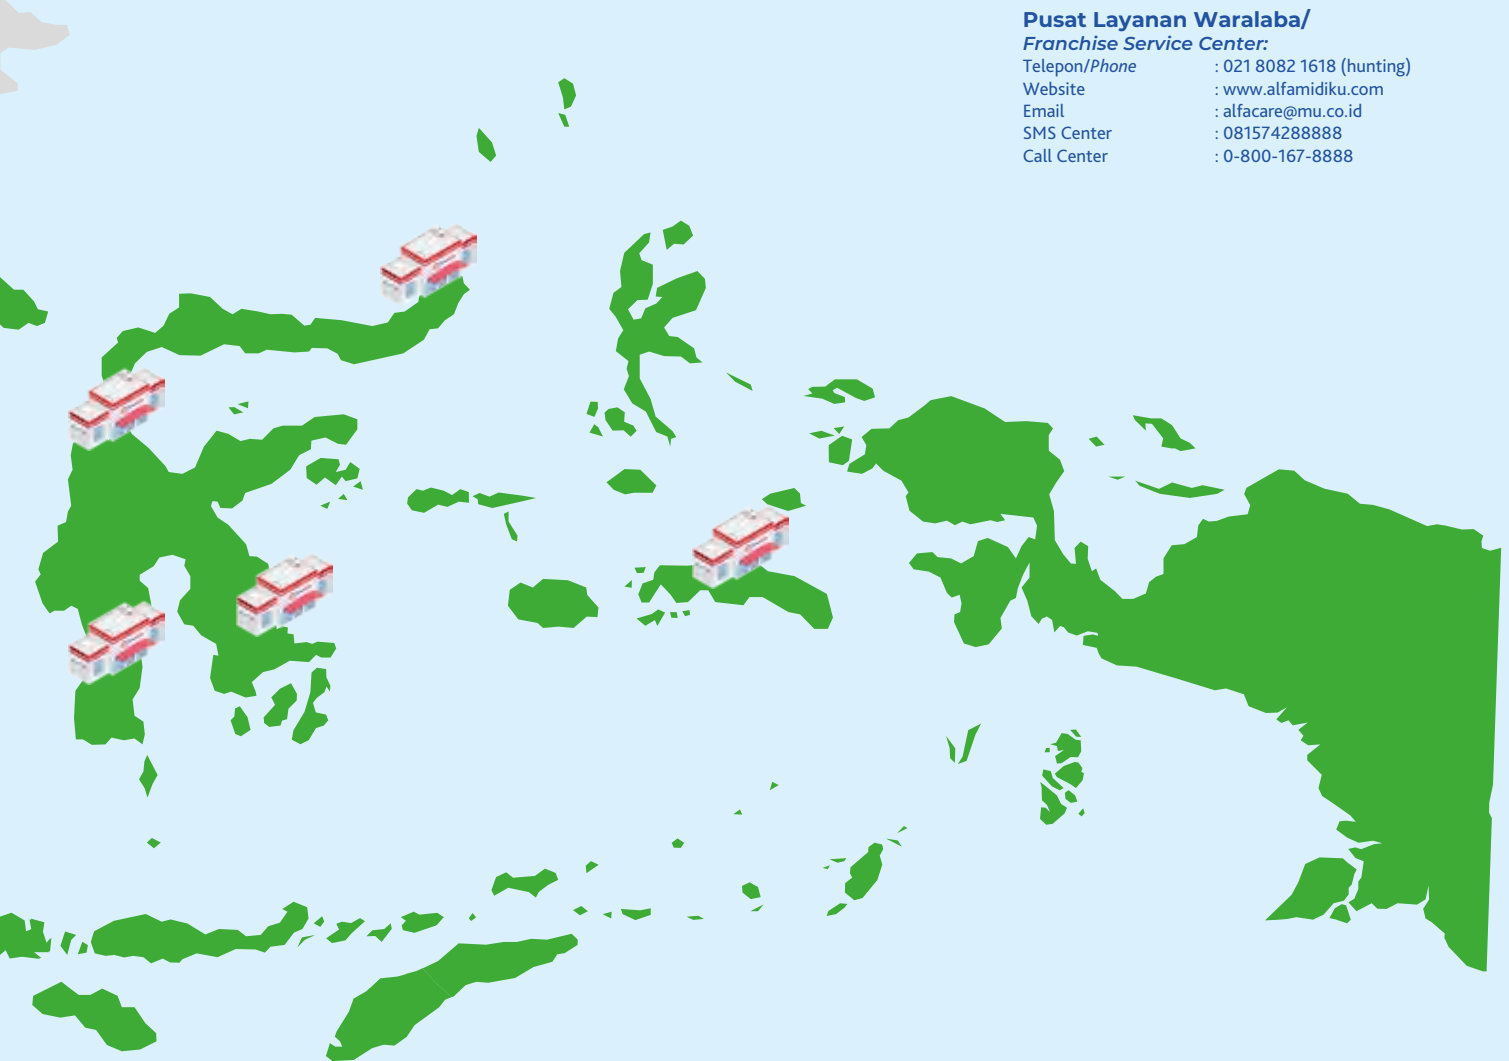 Pusat Layanan Waralaba/
Franchise Service Center:
Telepon/Phone : 021 8082 1618 (hunting)
Website : www.alfamidiku.com
Email : alfacare@mu.co.id
SMS Center : 081574288888
Call Center : 0-800-167-8888